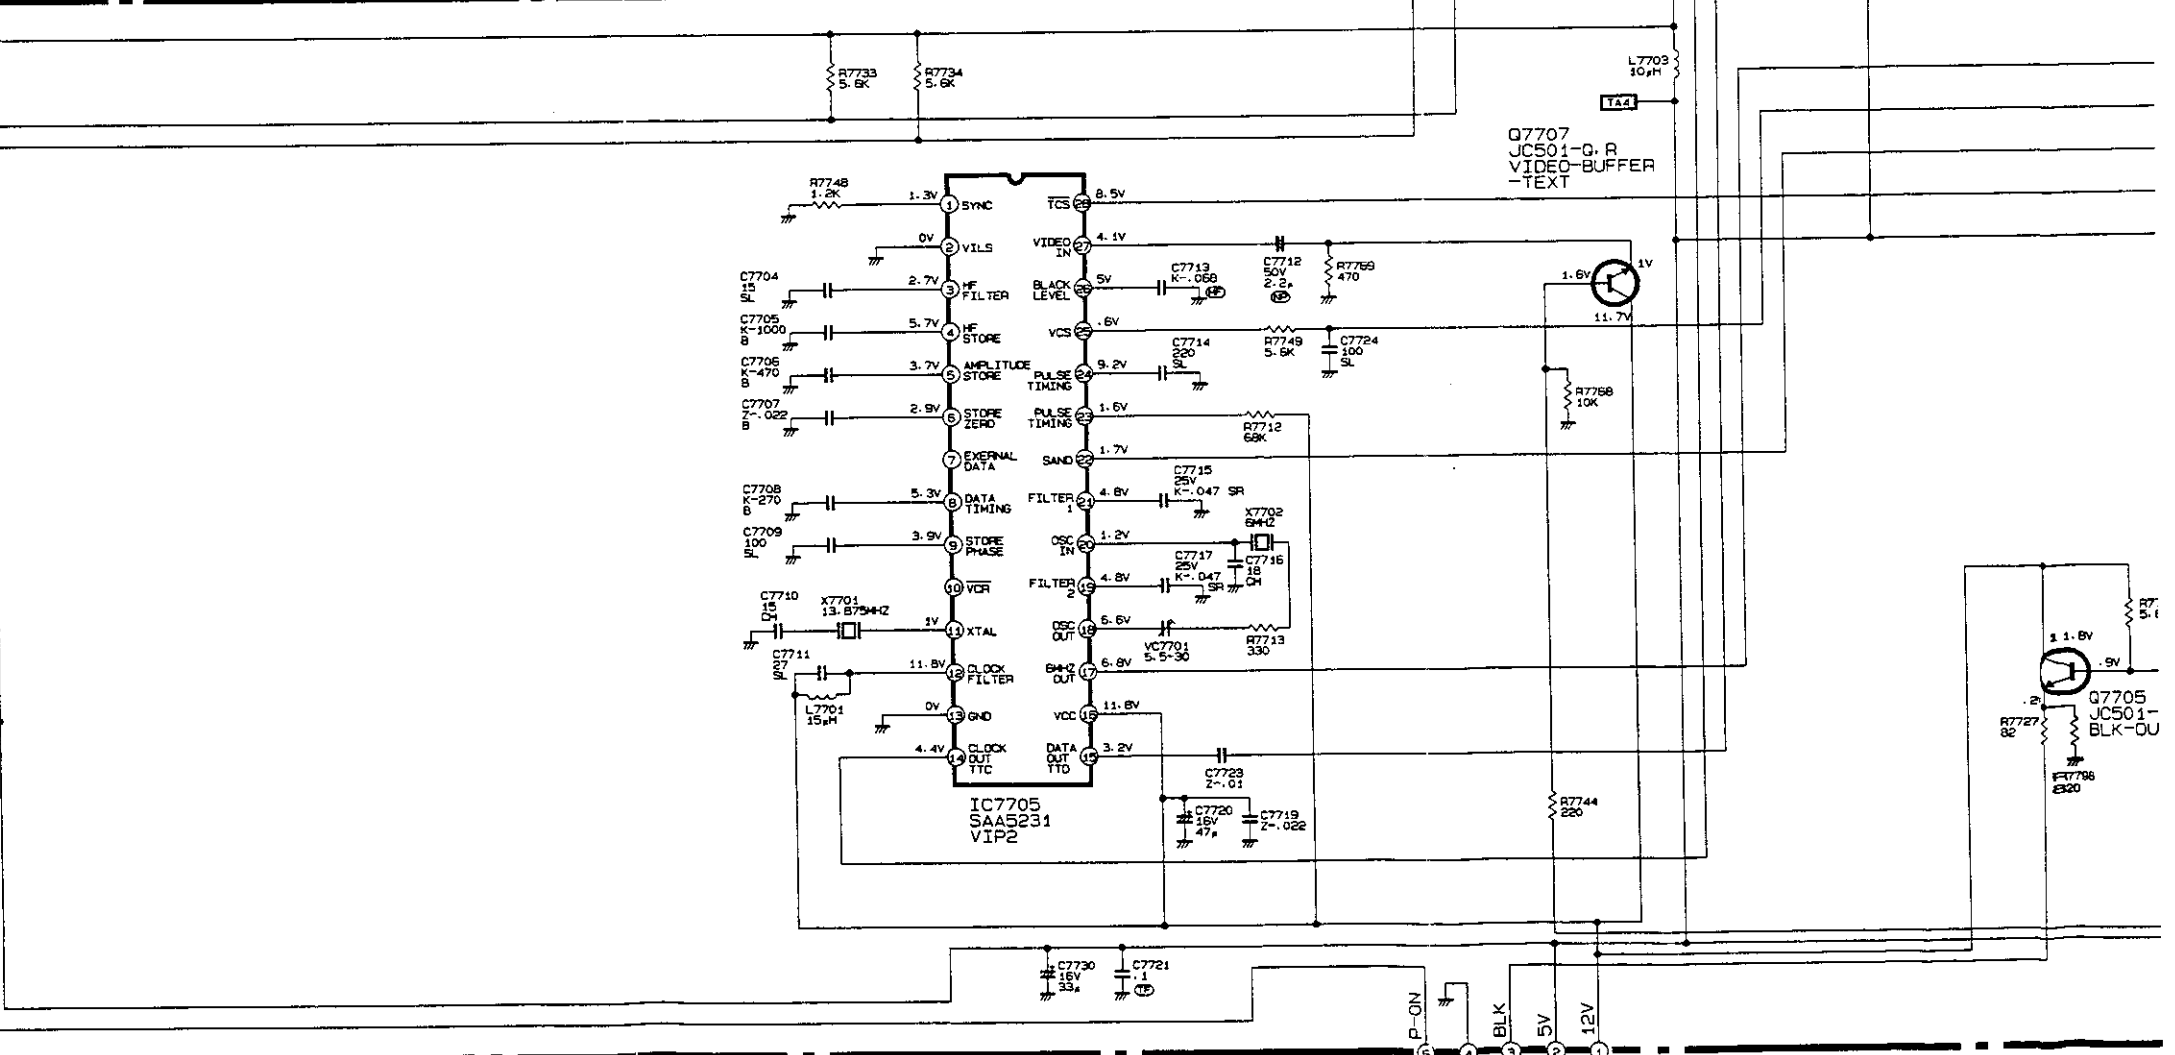 R7733
5.6K
R7734
5.6K
L7703
10μH
TA4
Q7707
JC501-Q.R
VIDEO-BUFFER
-TEXT
R7748
1.2K
1.3V
1 SYNC
0V
2 VILS
C7704
15
SL
2.7V
3 HF
FILTER
C7705
K-1000
B
5.7V
4 HF
STORE
C7706
K-470
B
3.7V
5 AMPLITUDE
STORE
C7707
Z-.022
B
2.9V
6 STORE
ZERO
7 EXERNAL
DATA
C7708
K-270
B
5.3V
8 DATA
TIMING
C7709
100
SL
3.9V
9 STORE
PHASE
10 VCR
C7710
15
CH
X7701
13.875MHZ
1V
11 XTAL
C7711
27
SL
L7701
15μH
11.8V
12 CLOCK
FILTER
0V
13 GND
4.4V
14 CLOCK
OUT
TTC
TCS 28
8.5V
VIDEO
IN 27
4.1V
C7712
50V
2.2μ
NP
R7769
470
BLACK
LEVEL 26
5V
C7713
K-.068
MF
VCS 25
.6V
R7749
5.6K
C7724
100
SL
PULSE
TIMING 24
9.2V
C7714
220
SL
PULSE
TIMING 23
1.6V
R7712
68K
SAND 22
1.7V
FILTER
1 21
4.8V
C7715
25V
K-.047 SR
OSC
IN 20
1.2V
X7702
6MHZ
C7716
18
CH
FILTER
2 19
4.8V
C7717
25V
K-.047
SR
OSC
OUT 18
6.6V
VC7701
5.5-30
R7713
330
6MHZ
OUT 17
6.8V
VCC 16
11.8V
DATA
OUT
TTD 15
3.2V
C7723
Z-.01
C7720
16V
47μ
C7719
Z-.022
IC7705
SAA5231
VIP2
1.6V
1V
11.7V
R7768
10K
R7744
220
1 1.8V
.9V
.2
Q7705
JC501-
BLK-OU
R7727
82
C7730
16V
33μ
C7721
.1
TF
P-ON
BLK
5V
12V
5
4
3
2
1